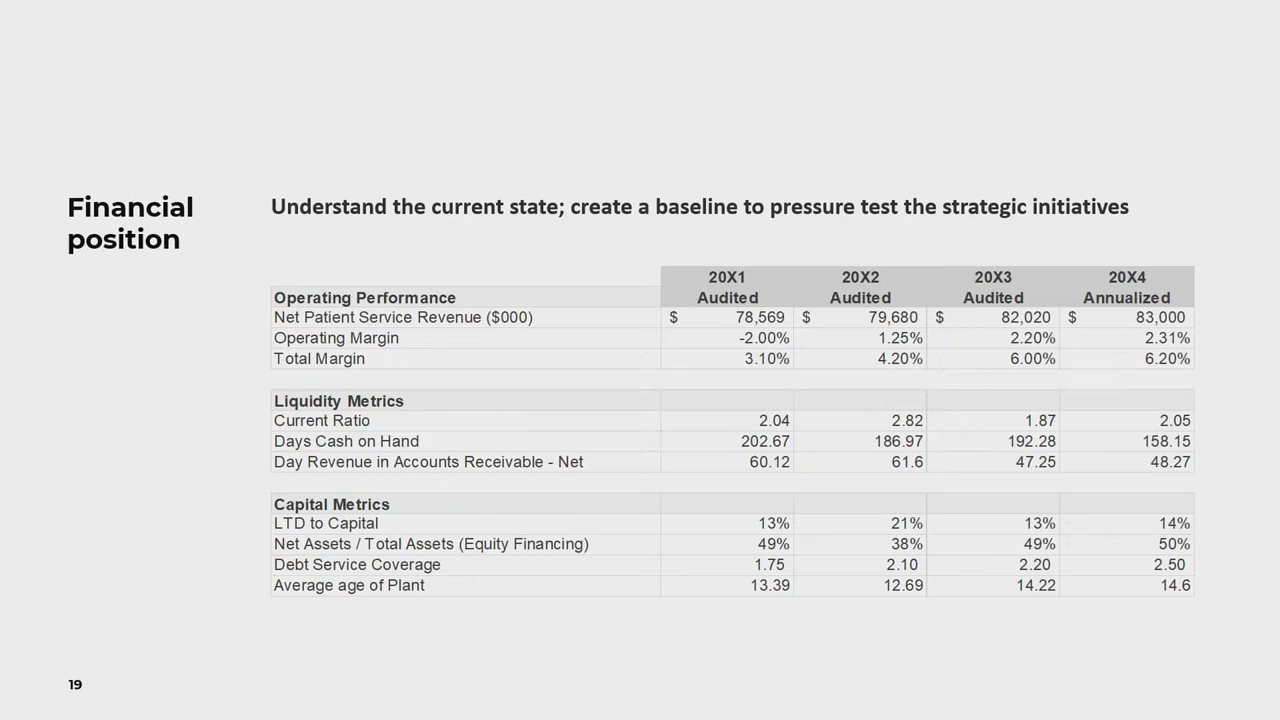 Financial
position
Understand the current state; create a baseline to pressure test the strategic initiatives
20X1 20X2 20X3 20X4
Operating Performance Audited Audited Audited Annualized
Net Patient Service Revenue ($000) $ 78,569 $ 79,680 $ 82,020 $ 83,000
Operating Margin -2.00% 1.25% 2.20% 2.31%
Total Margin 3.10% 4.20% 6.00% 6.20%
Liquidity Metrics
Current Ratio 2.04 2.82 1.87 2.05
Days Cash on Hand 202.67 186.97 192.28 158.15
Day Revenue in Accounts Receivable - Net 60.12 61.6 47.25 48.27
Capital Metrics
LTD to Capital 13% 21% 13% 14%
Net Assets / Total Assets (Equity Financing) 49% 38% 49% 50%
Debt Service Coverage 1.75 2.10 2.20 2.50
Average age of Plant 13.39 12.69 14.22 14.6
19